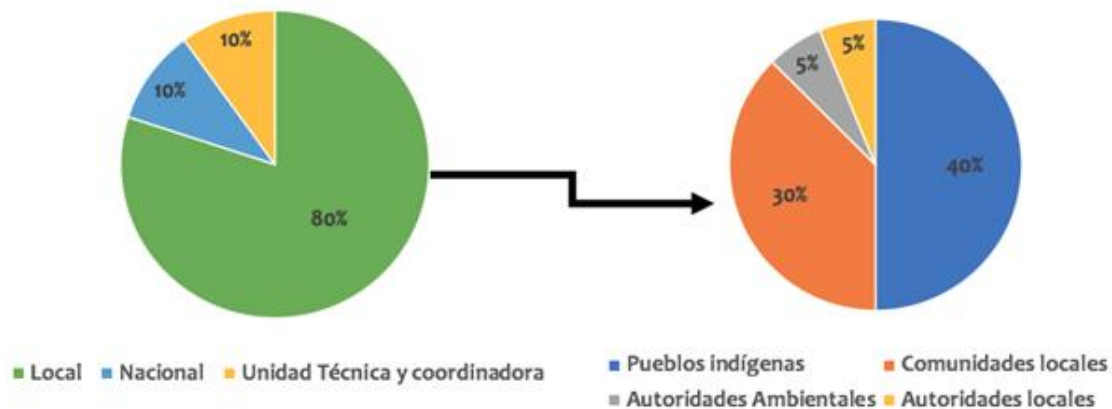 10%
10%
80%
5%
5%
40%
30%
Local Nacional Unidad Técnica y coordinadora
Pueblos indígenas Comunidades locales
Autoridades Ambientales Autoridades locales